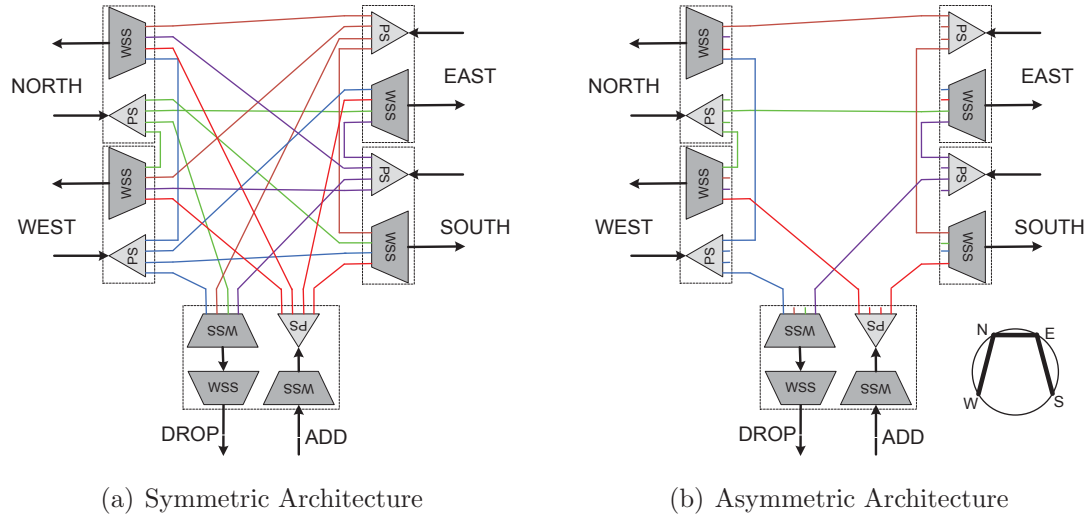 WSS
PS
NORTH
EAST
PS
WSS
WSS
PS
WEST
SOUTH
PS
WSS
WSS
PS
WSS
WSS
DROP
ADD
(a) Symmetric Architecture
WSS
PS
NORTH
EAST
PS
WSS
WSS
PS
WEST
SOUTH
PS
WSS
WSS
PS
WSS
WSS
DROP
ADD
N
E
W
S
(b) Asymmetric Architecture